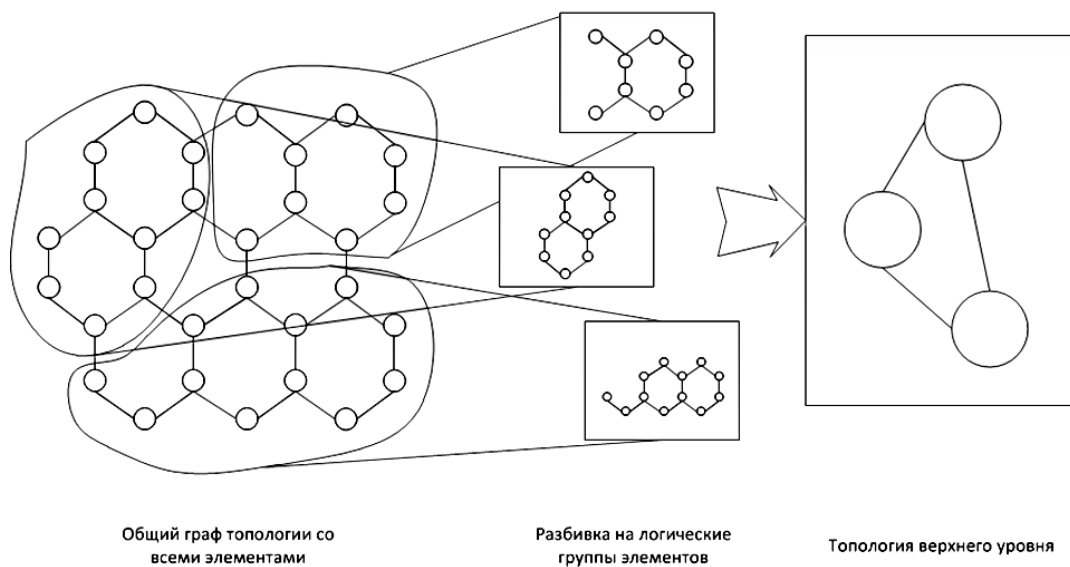 Общий граф топологии со
всеми элементами
Разбивка на логические
группы элементов
Топология верхнего уровня